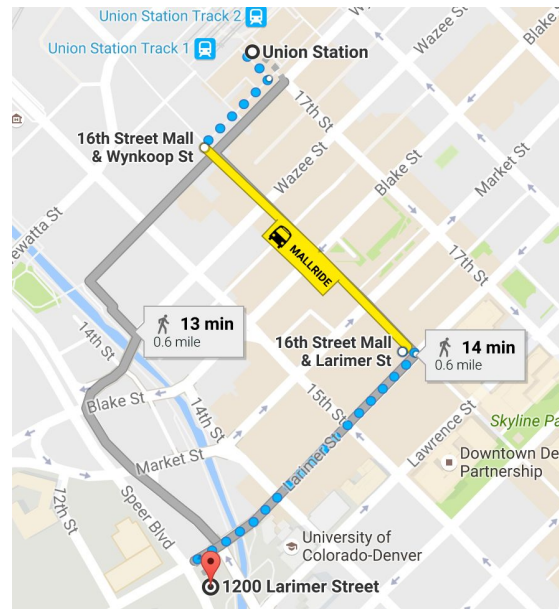 Union Station Track 2
Union Station Track 1
Union Station
Wazee St
Blake St
17th St
16th Street Mall
& Wynkoop St
Wazee St
Blake St
Market St
ewatta St
MALLRIDE
17th St
13 min
0.6 mile
14th St
16th Street Mall
& Larimer St
14 min
0.6 mile
15th St
Blake St
14th St
Lawrence St
Skyline Pa
Market St
Larimer St
Downtown De
Partnership
12th St
Speer Blvd
University of
Colorado-Denver
1200 Larimer Street